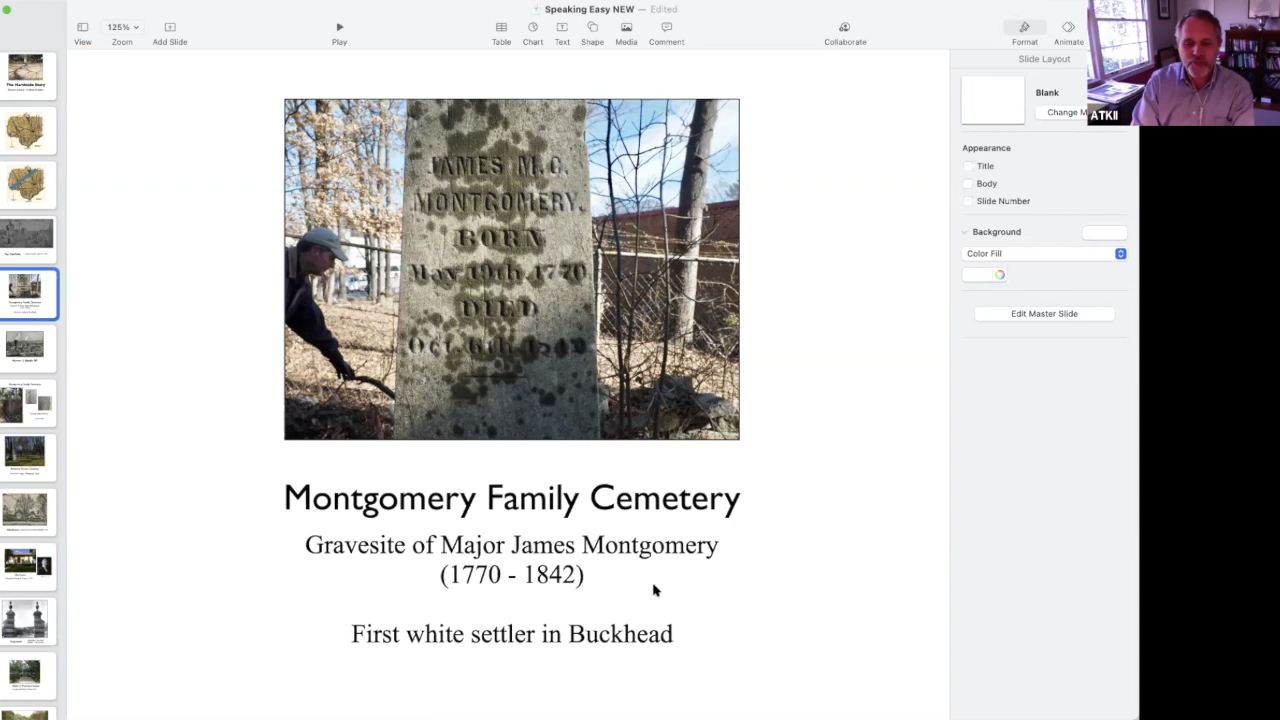 Speaking Easy NEW — Edited
125%
View
Zoom
Add Slide
Play
Table
Chart
Text
Shape
Media
Comment
Collaborate
Format
Animate
ATKII
Slide Layout
Blank
Change M
Appearance
Title
Body
Slide Number
Background
Color Fill
Edit Master Slide
JAMES M.C.
MONTGOMERY.
BORN
May 19th 1770
DIED
Oct. 6th 1842
Montgomery Family Cemetery
Gravesite of Major James Montgomery
(1770 - 1842)
First white settler in Buckhead